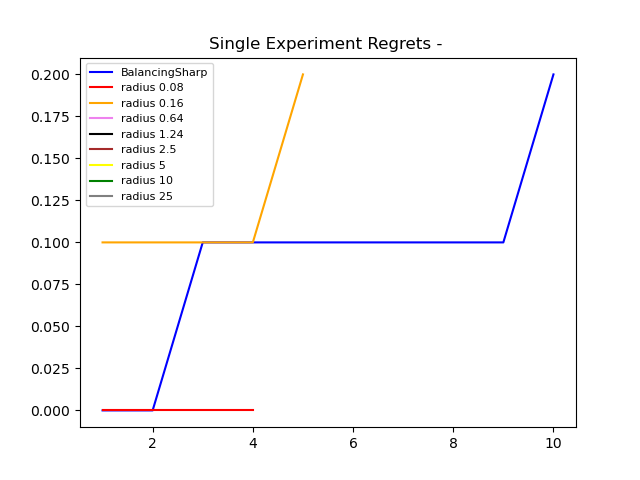 Single Experiment Regrets -
BalancingSharp
radius 0.08
radius 0.16
radius 0.64
radius 1.24
radius 2.5
radius 5
radius 10
radius 25
0.200
0.175
0.150
0.125
0.100
0.075
0.050
0.025
0.000
2 4 6 8 10